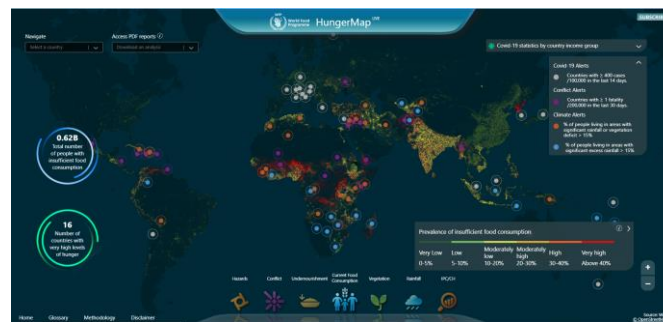 World Food
Programme
HungerMap LIVE
SUBSCRIBE
Navigate
Select a country
Access PDF reports
Download an analysis
Covid-19 statistics by country income group
Covid-19 Alerts
Countries with ≥ 400 cases
/100,000 in the last 14 days
Conflict Alerts
Countries with ≥ 1 fatality
/200,000 in the last 30 days
Climate Alerts
% of people living in areas with
significant rainfall or vegetation
deficit > 15%
% of people living in areas with
significant excess rainfall > 15%
0.62B
Total number
of people with
insufficient food
consumption
16
Number of
countries with
very high levels
of hunger
Prevalence of insufficient food consumption
Very Low
Low
Moderately
low
Moderately
high
High
Very high
0-5%
5-10%
10-20%
20-30%
30-40%
Above 40%
Hazards
Conflict
Undernourishment
Current Food
Consumption
Vegetation
Rainfall
IPC/CH
Home
Glossary
Methodology
Disclaimer